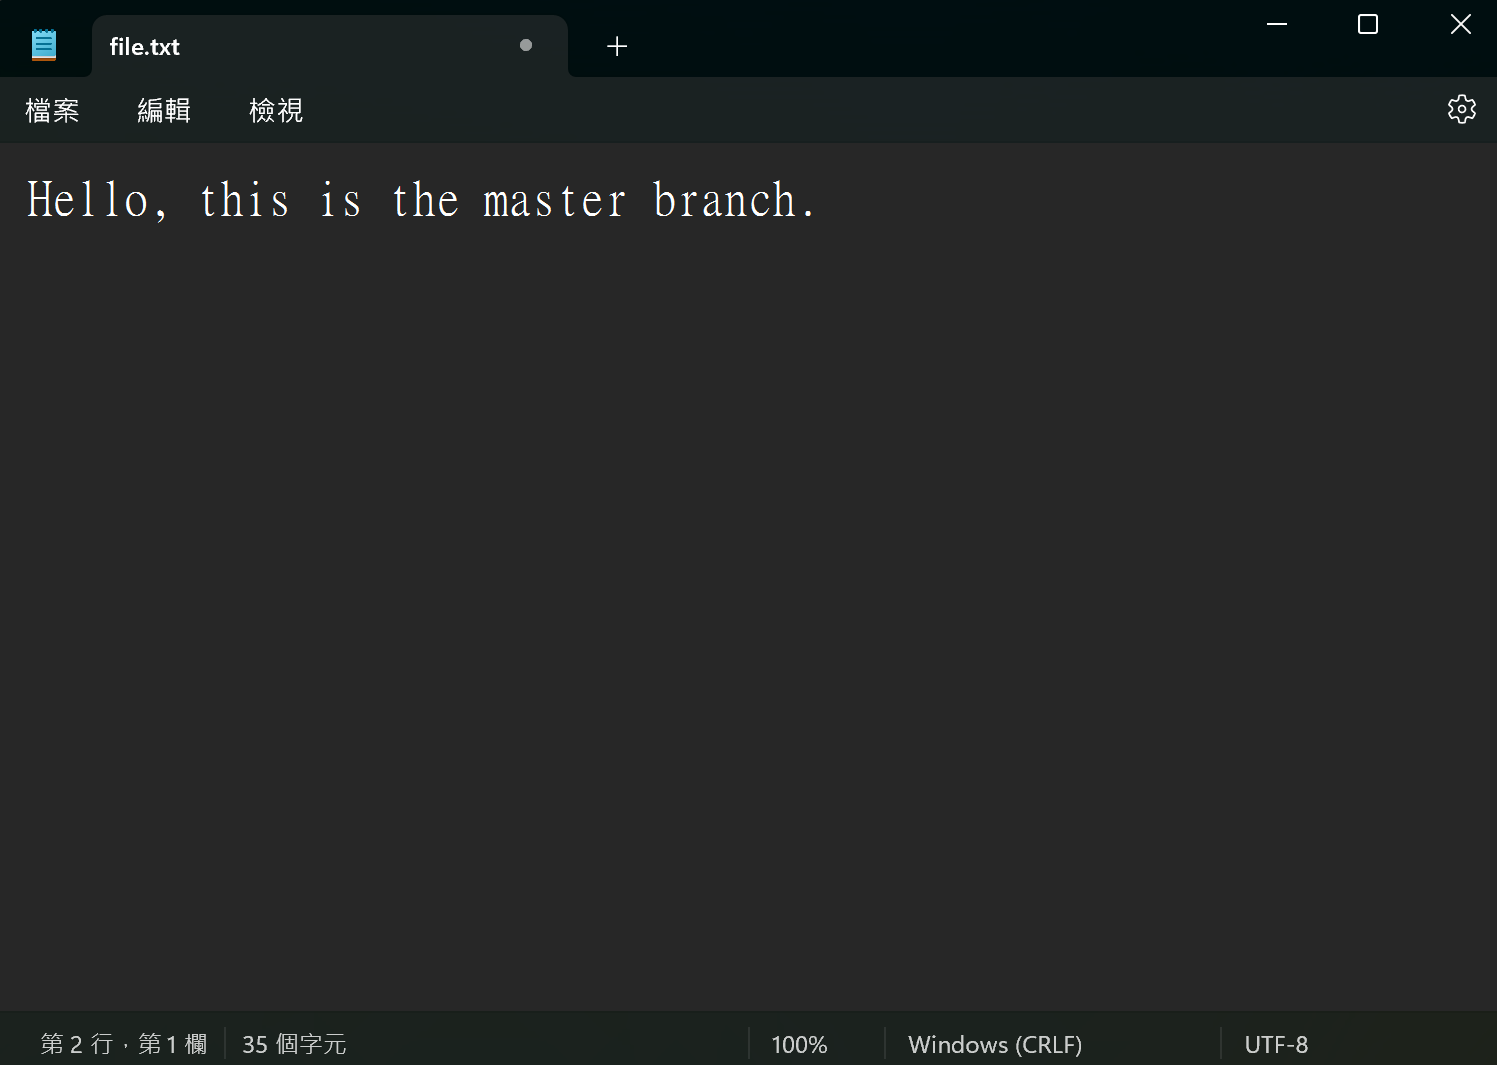 file.txt
檔案 編輯 檢視
Hello, this is the master branch.
第 2 行，第 1 欄 35 個字元 100% Windows (CRLF) UTF-8